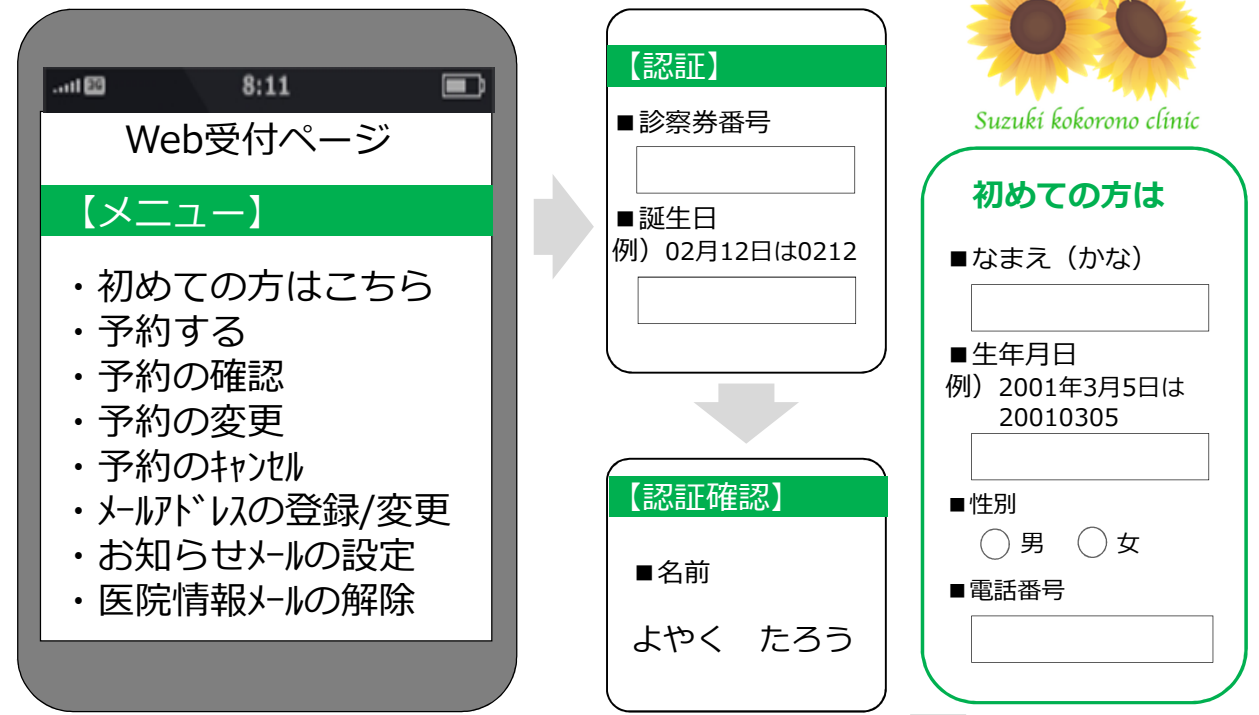 3G 8:11
Web受付ページ
【メニュー】
・初めての方はこちら
・予約する
・予約の確認
・予約の変更
・予約のｷｬﾝｾﾙ
・ﾒｰﾙｱﾄﾞﾚｽの登録/変更
・お知らせﾒｰﾙの設定
・医院情報ﾒｰﾙの解除
【認証】
■診察券番号
■誕生日
例）02月12日は0212
【認証確認】
■名前
よやく　たろう
Suzuki kokorono clinic
初めての方は
■なまえ（かな）
■生年月日
例）2001年3月5日は
20010305
■性別
男 女
■電話番号